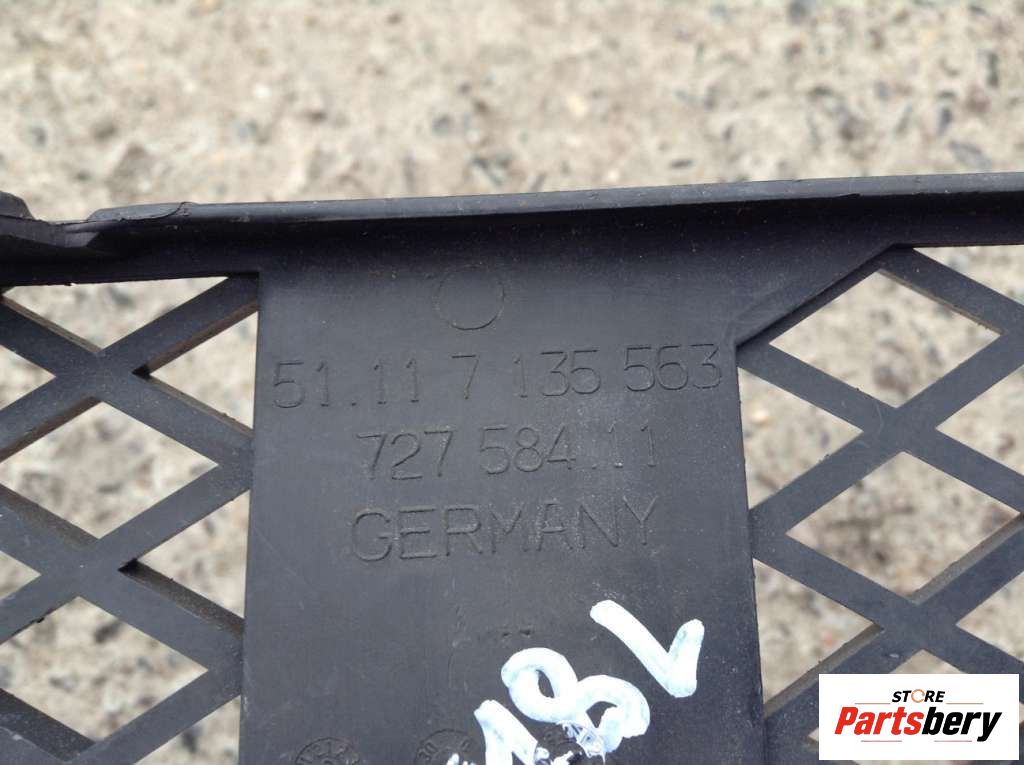 51.11 7 135 563
727 584.11
GERMANY
STORE
Partsbery